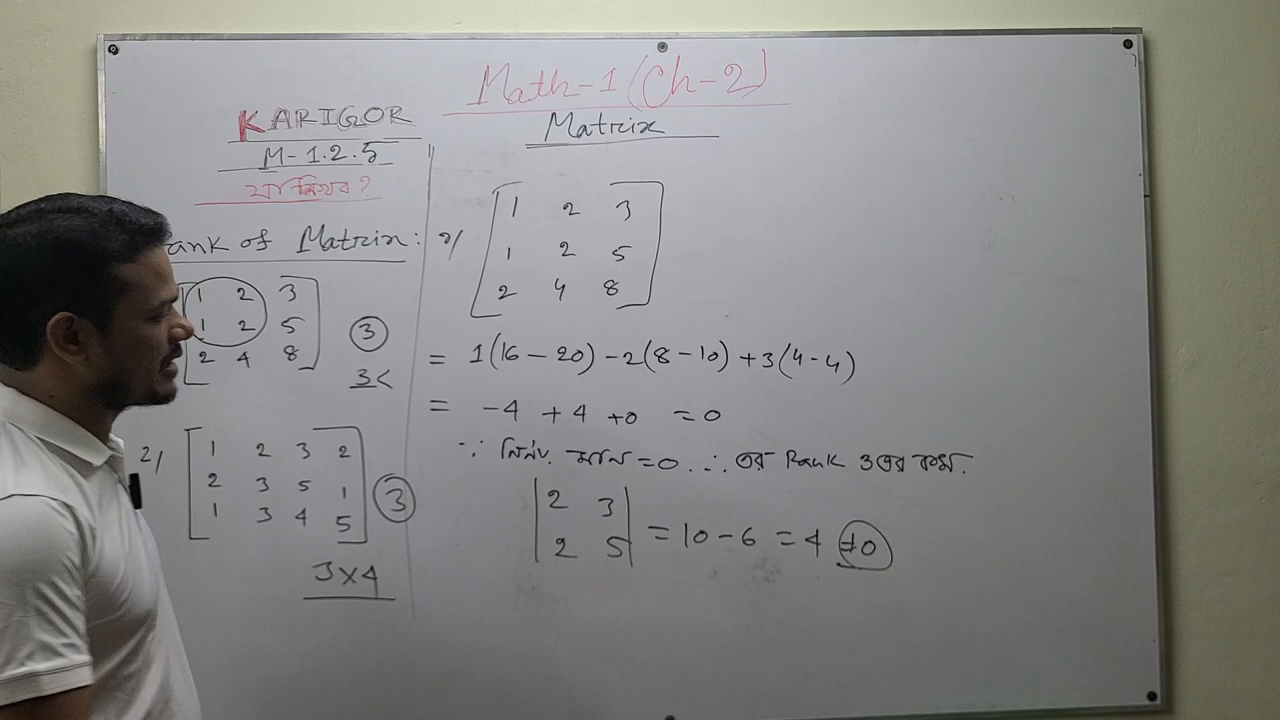 Math-1 (Ch-2)
Matrix
KARIGOR
M-1.2.5
যা শিখব?
Rank of Matrix:
1 2 3
1 2 5
2 4 8
3
3<
2/
1 2 3 2
2 3 5 1
1 3 4 5
3
3×4
1 2 3
1 2 5
2 4 8
= 1(16-20) -2(8-10) +3(4-4)
= -4 +4 +0 =0
∵ নির্ণা. মান =0 ∴ এর Rank 3 এর কম.
2 3
2 5
= 10-6 = 4 ≠0